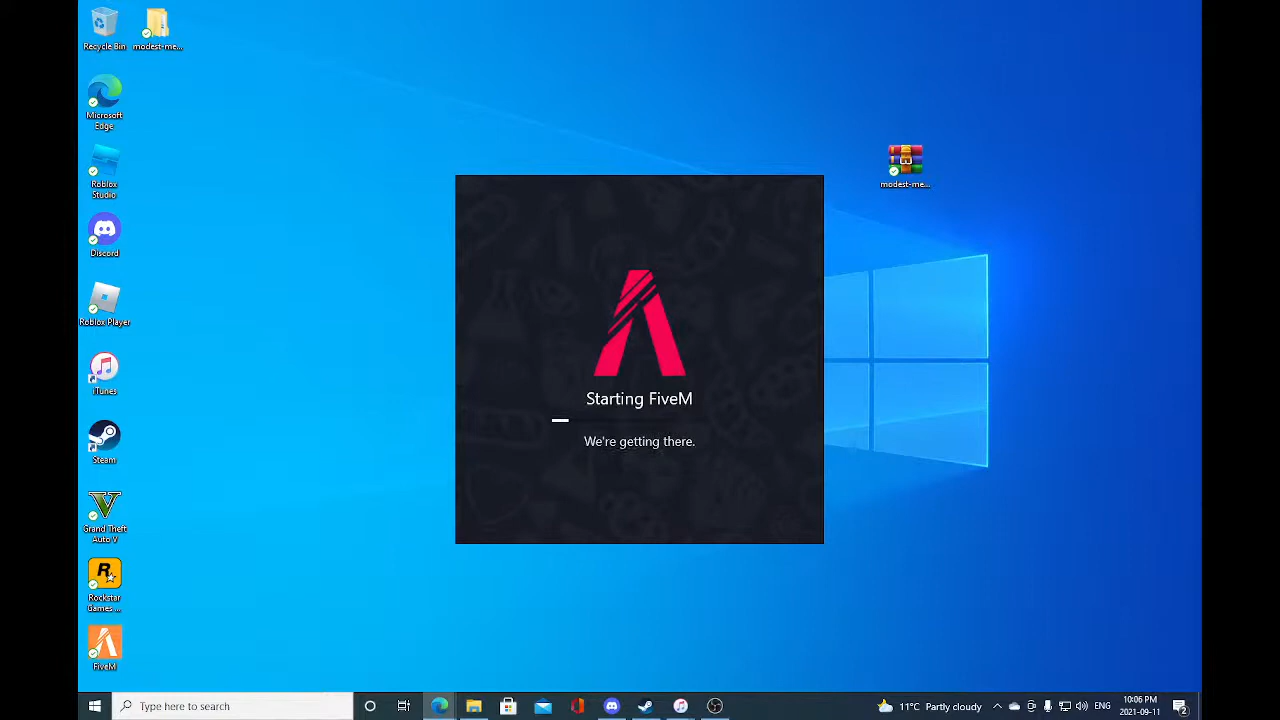 Recycle Bin
modest-me...
Microsoft
Edge
Roblox
Studio
Discord
Roblox Player
iTunes
Steam
Grand Theft
Auto V
Rockstar
Games ...
FiveM
modest-me...
Starting FiveM
We're getting there.
Type here to search
11°C Partly cloudy
ENG
10:06 PM
2021-09-11
2